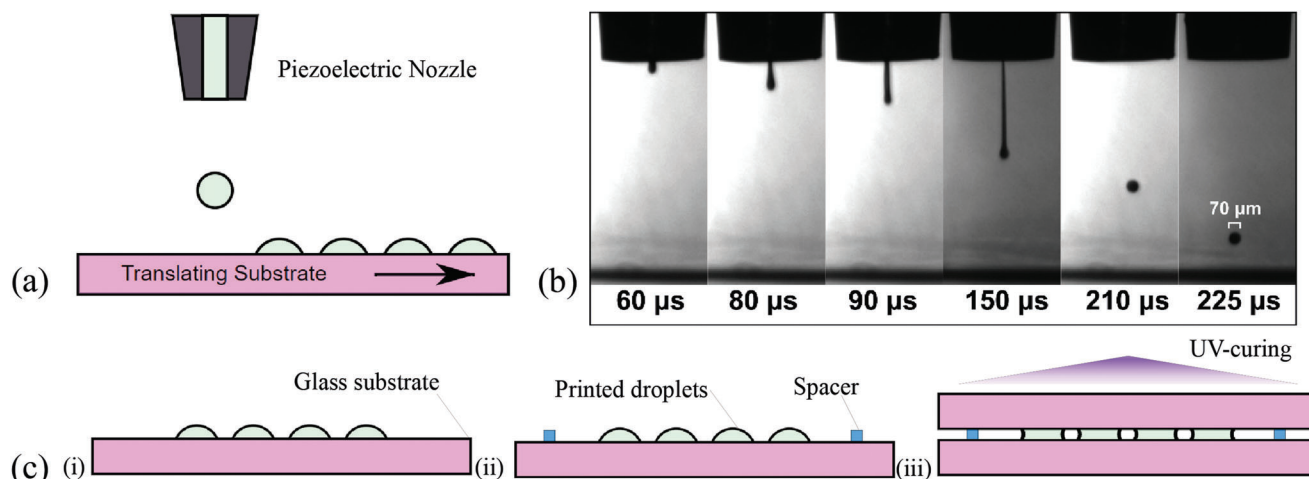 (a)
Piezoelectric Nozzle
Translating Substrate
(b)
70 µm
60 µs
80 µs
90 µs
150 µs
210 µs
225 µs
(c)
(i)
Glass substrate
(ii)
Printed droplets
Spacer
(iii)
UV-curing